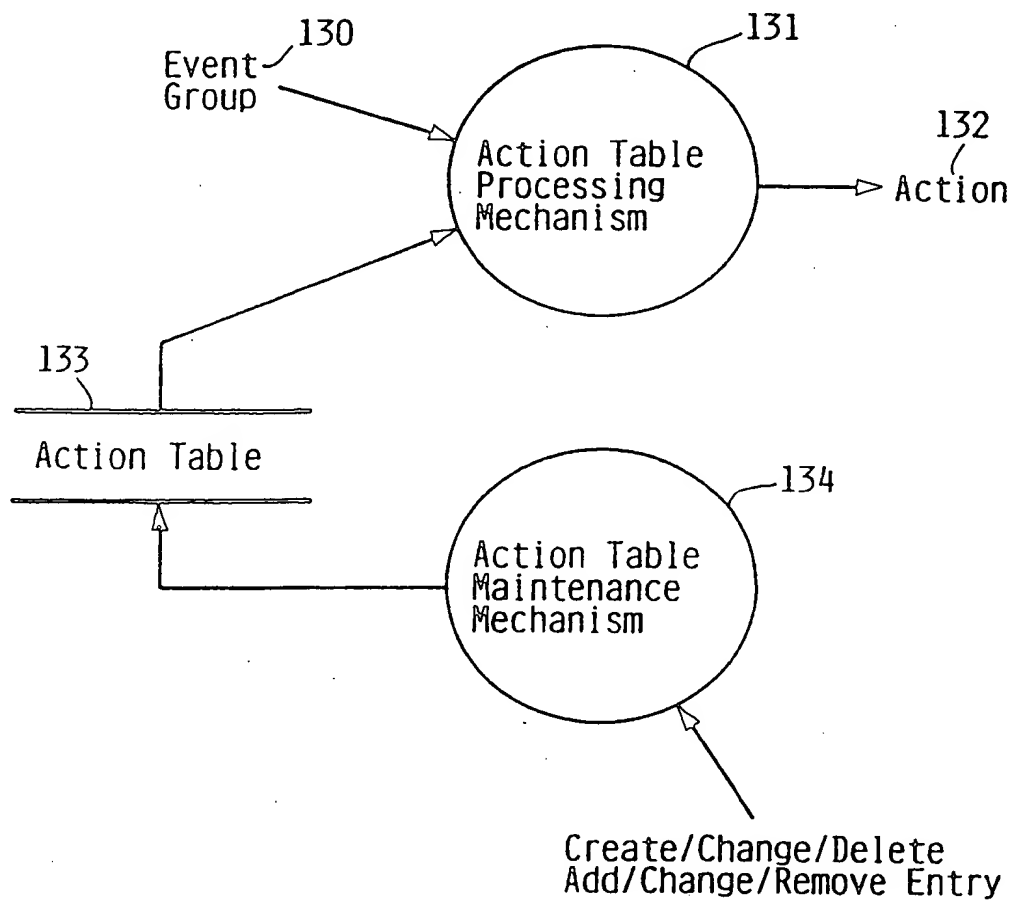 130
Event
Group
131
Action Table
Processing
Mechanism
132
Action
133
Action Table
134
Action Table
Maintenance
Mechanism
Create/Change/Delete
Add/Change/Remove Entry